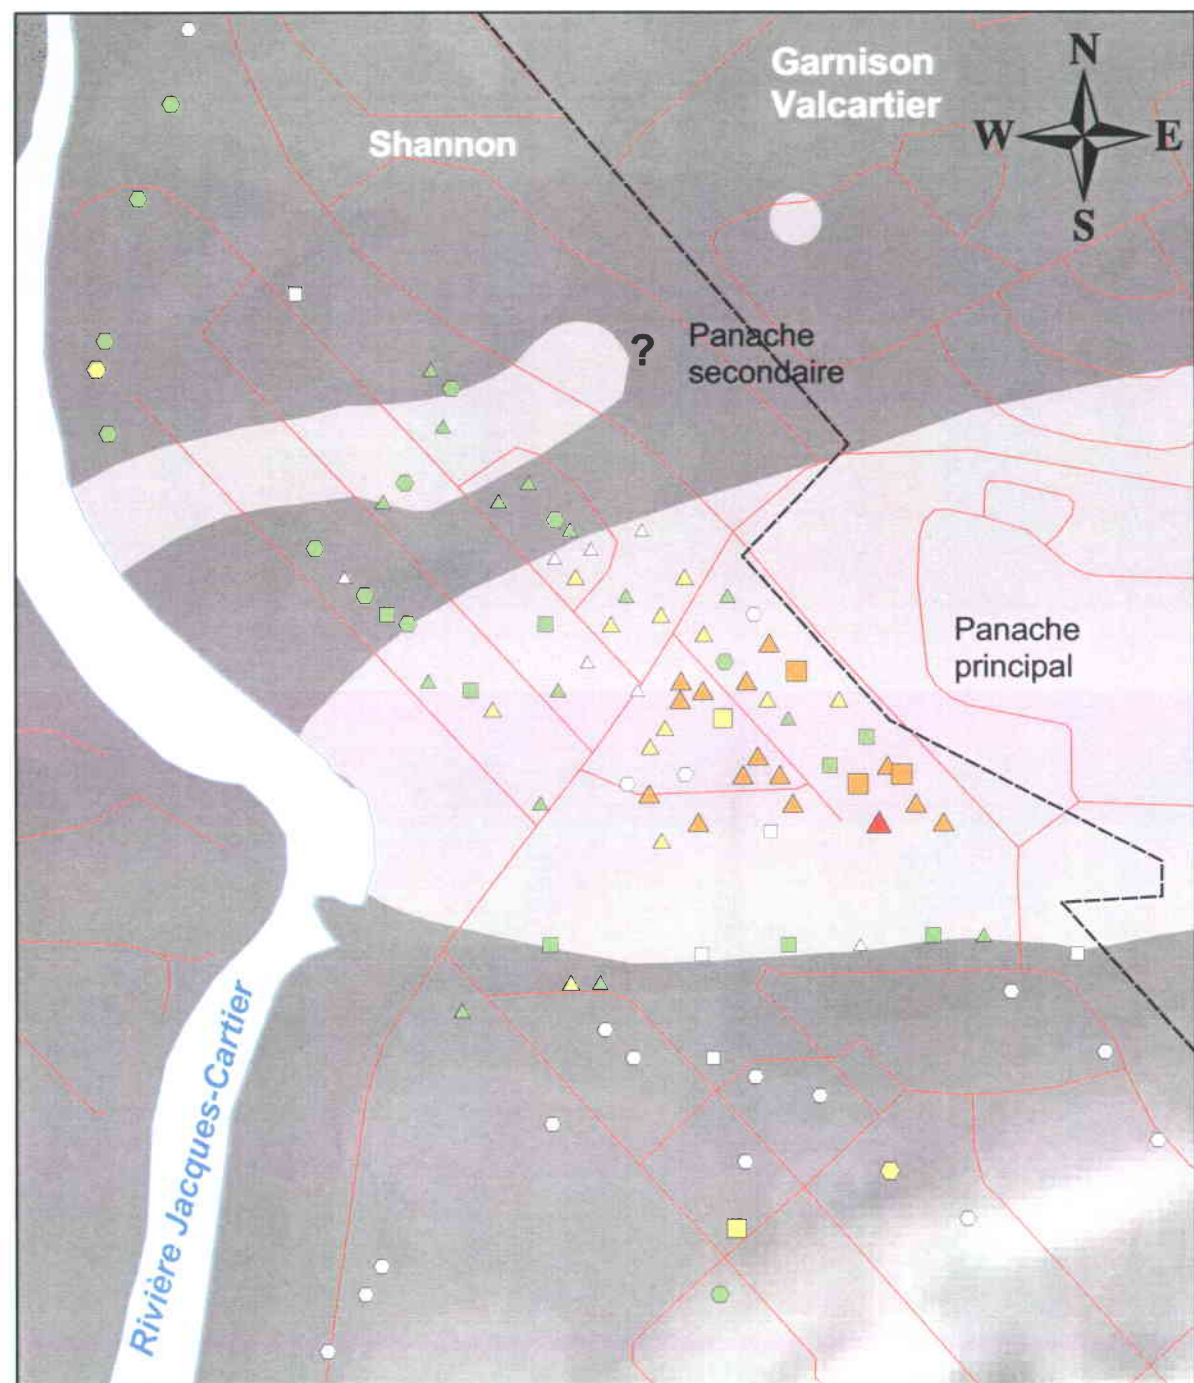 Garnison
Valcartier
N
W
E
S
Shannon
?
Panache
secondaire
Panache
principal
Rivière Jacques-Cartier